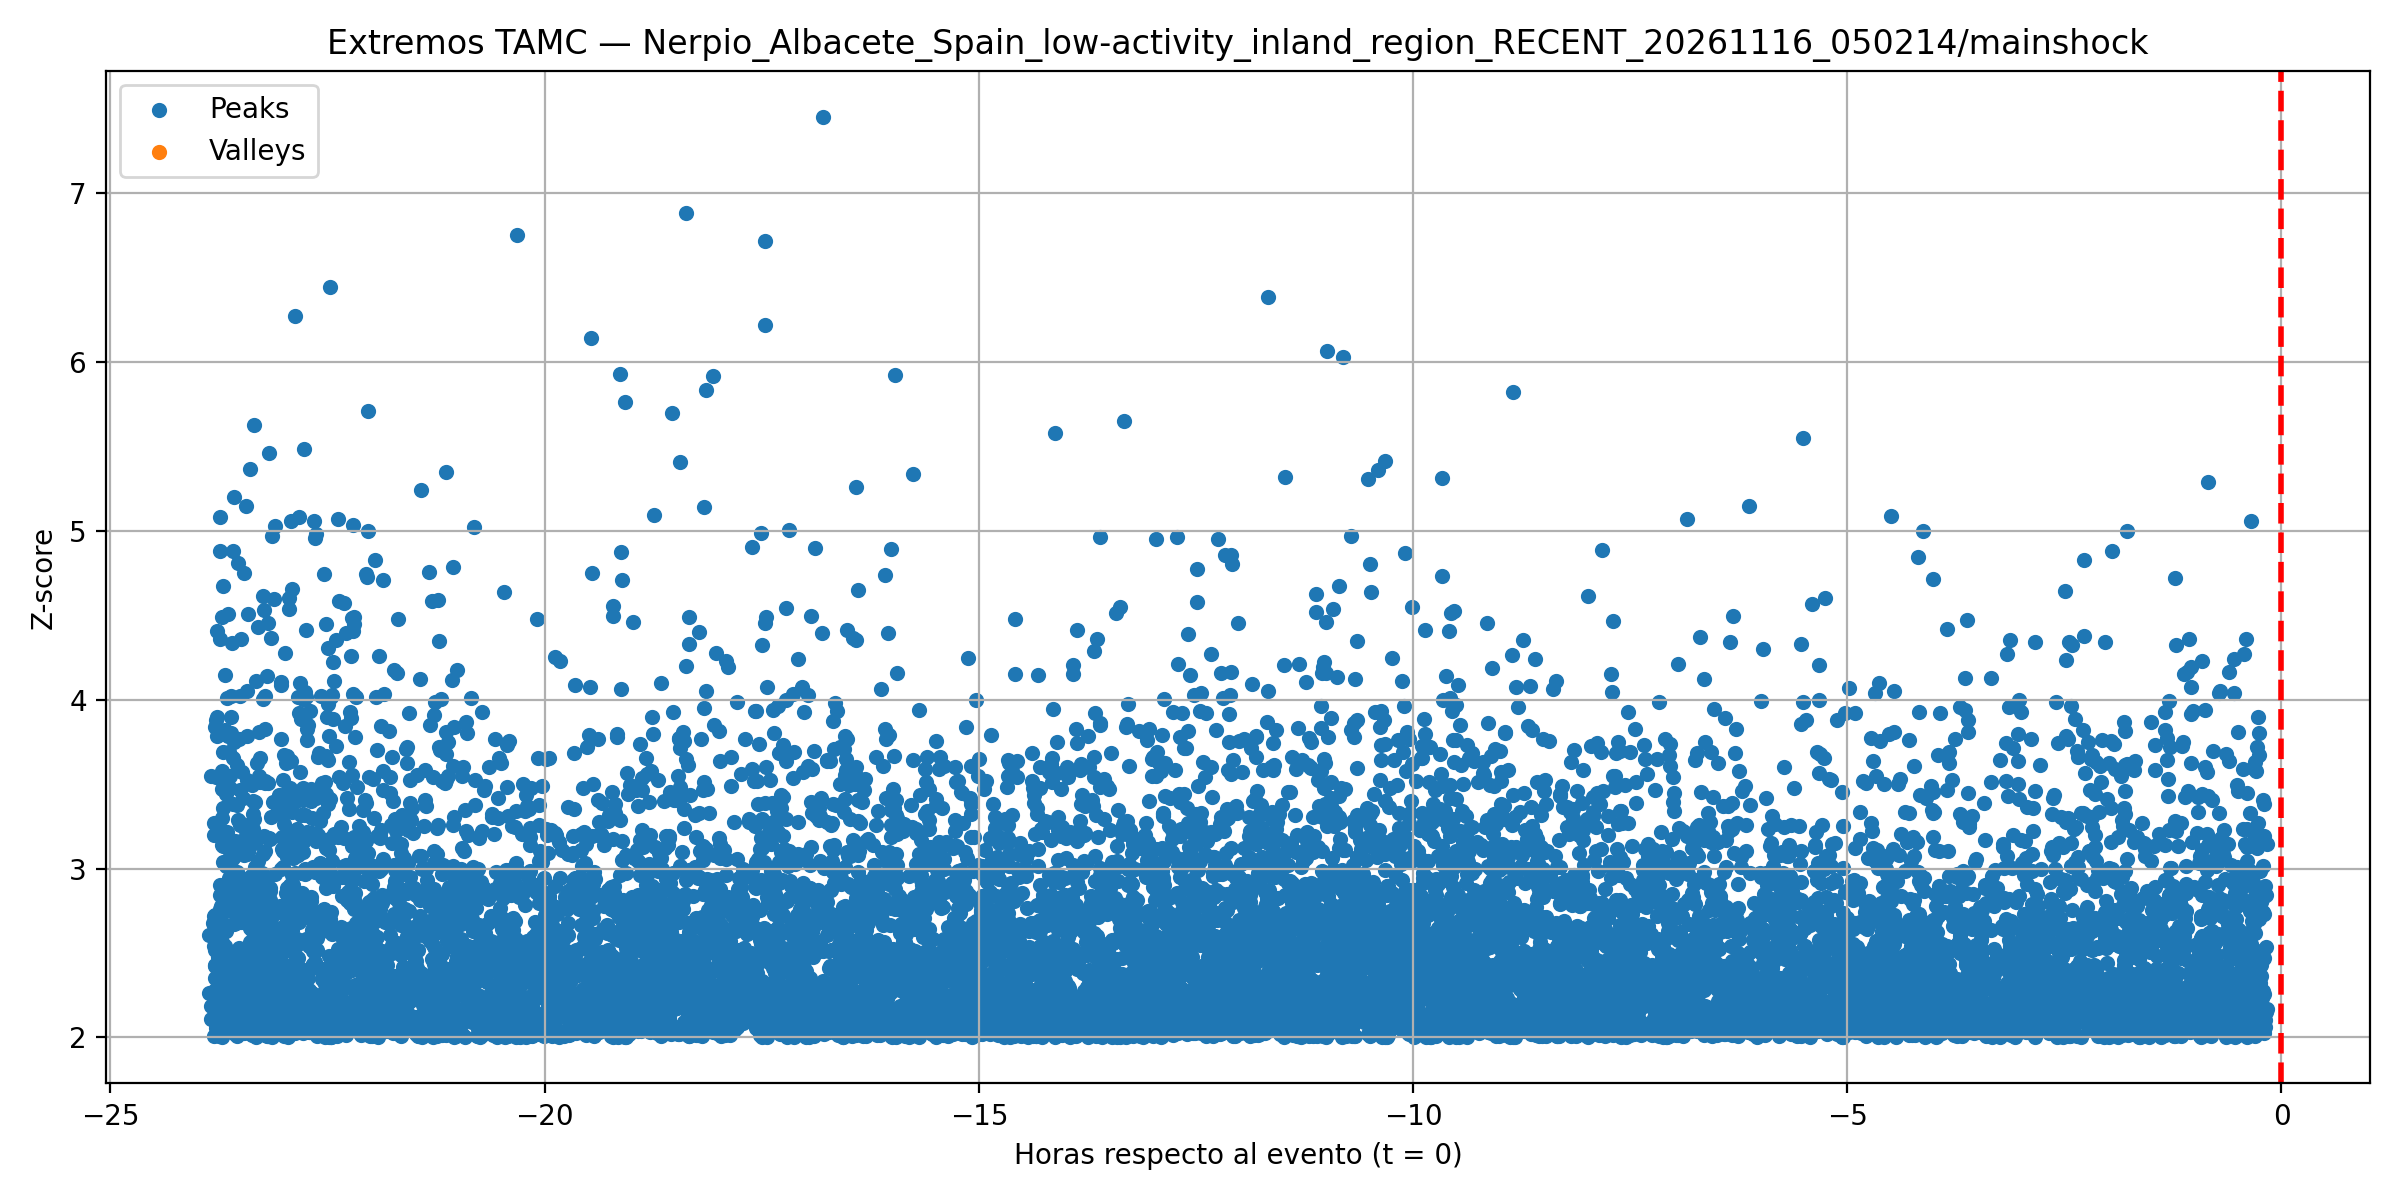 Extremos TAMC — Nerpio_Albacete_Spain_low-activity_inland_region_RECENT_20261116_050214/mainshock
Peaks
Valleys
Z-score
7
6
5
4
3
2
−25
−20
−15
−10
−5
0
Horas respecto al evento (t = 0)